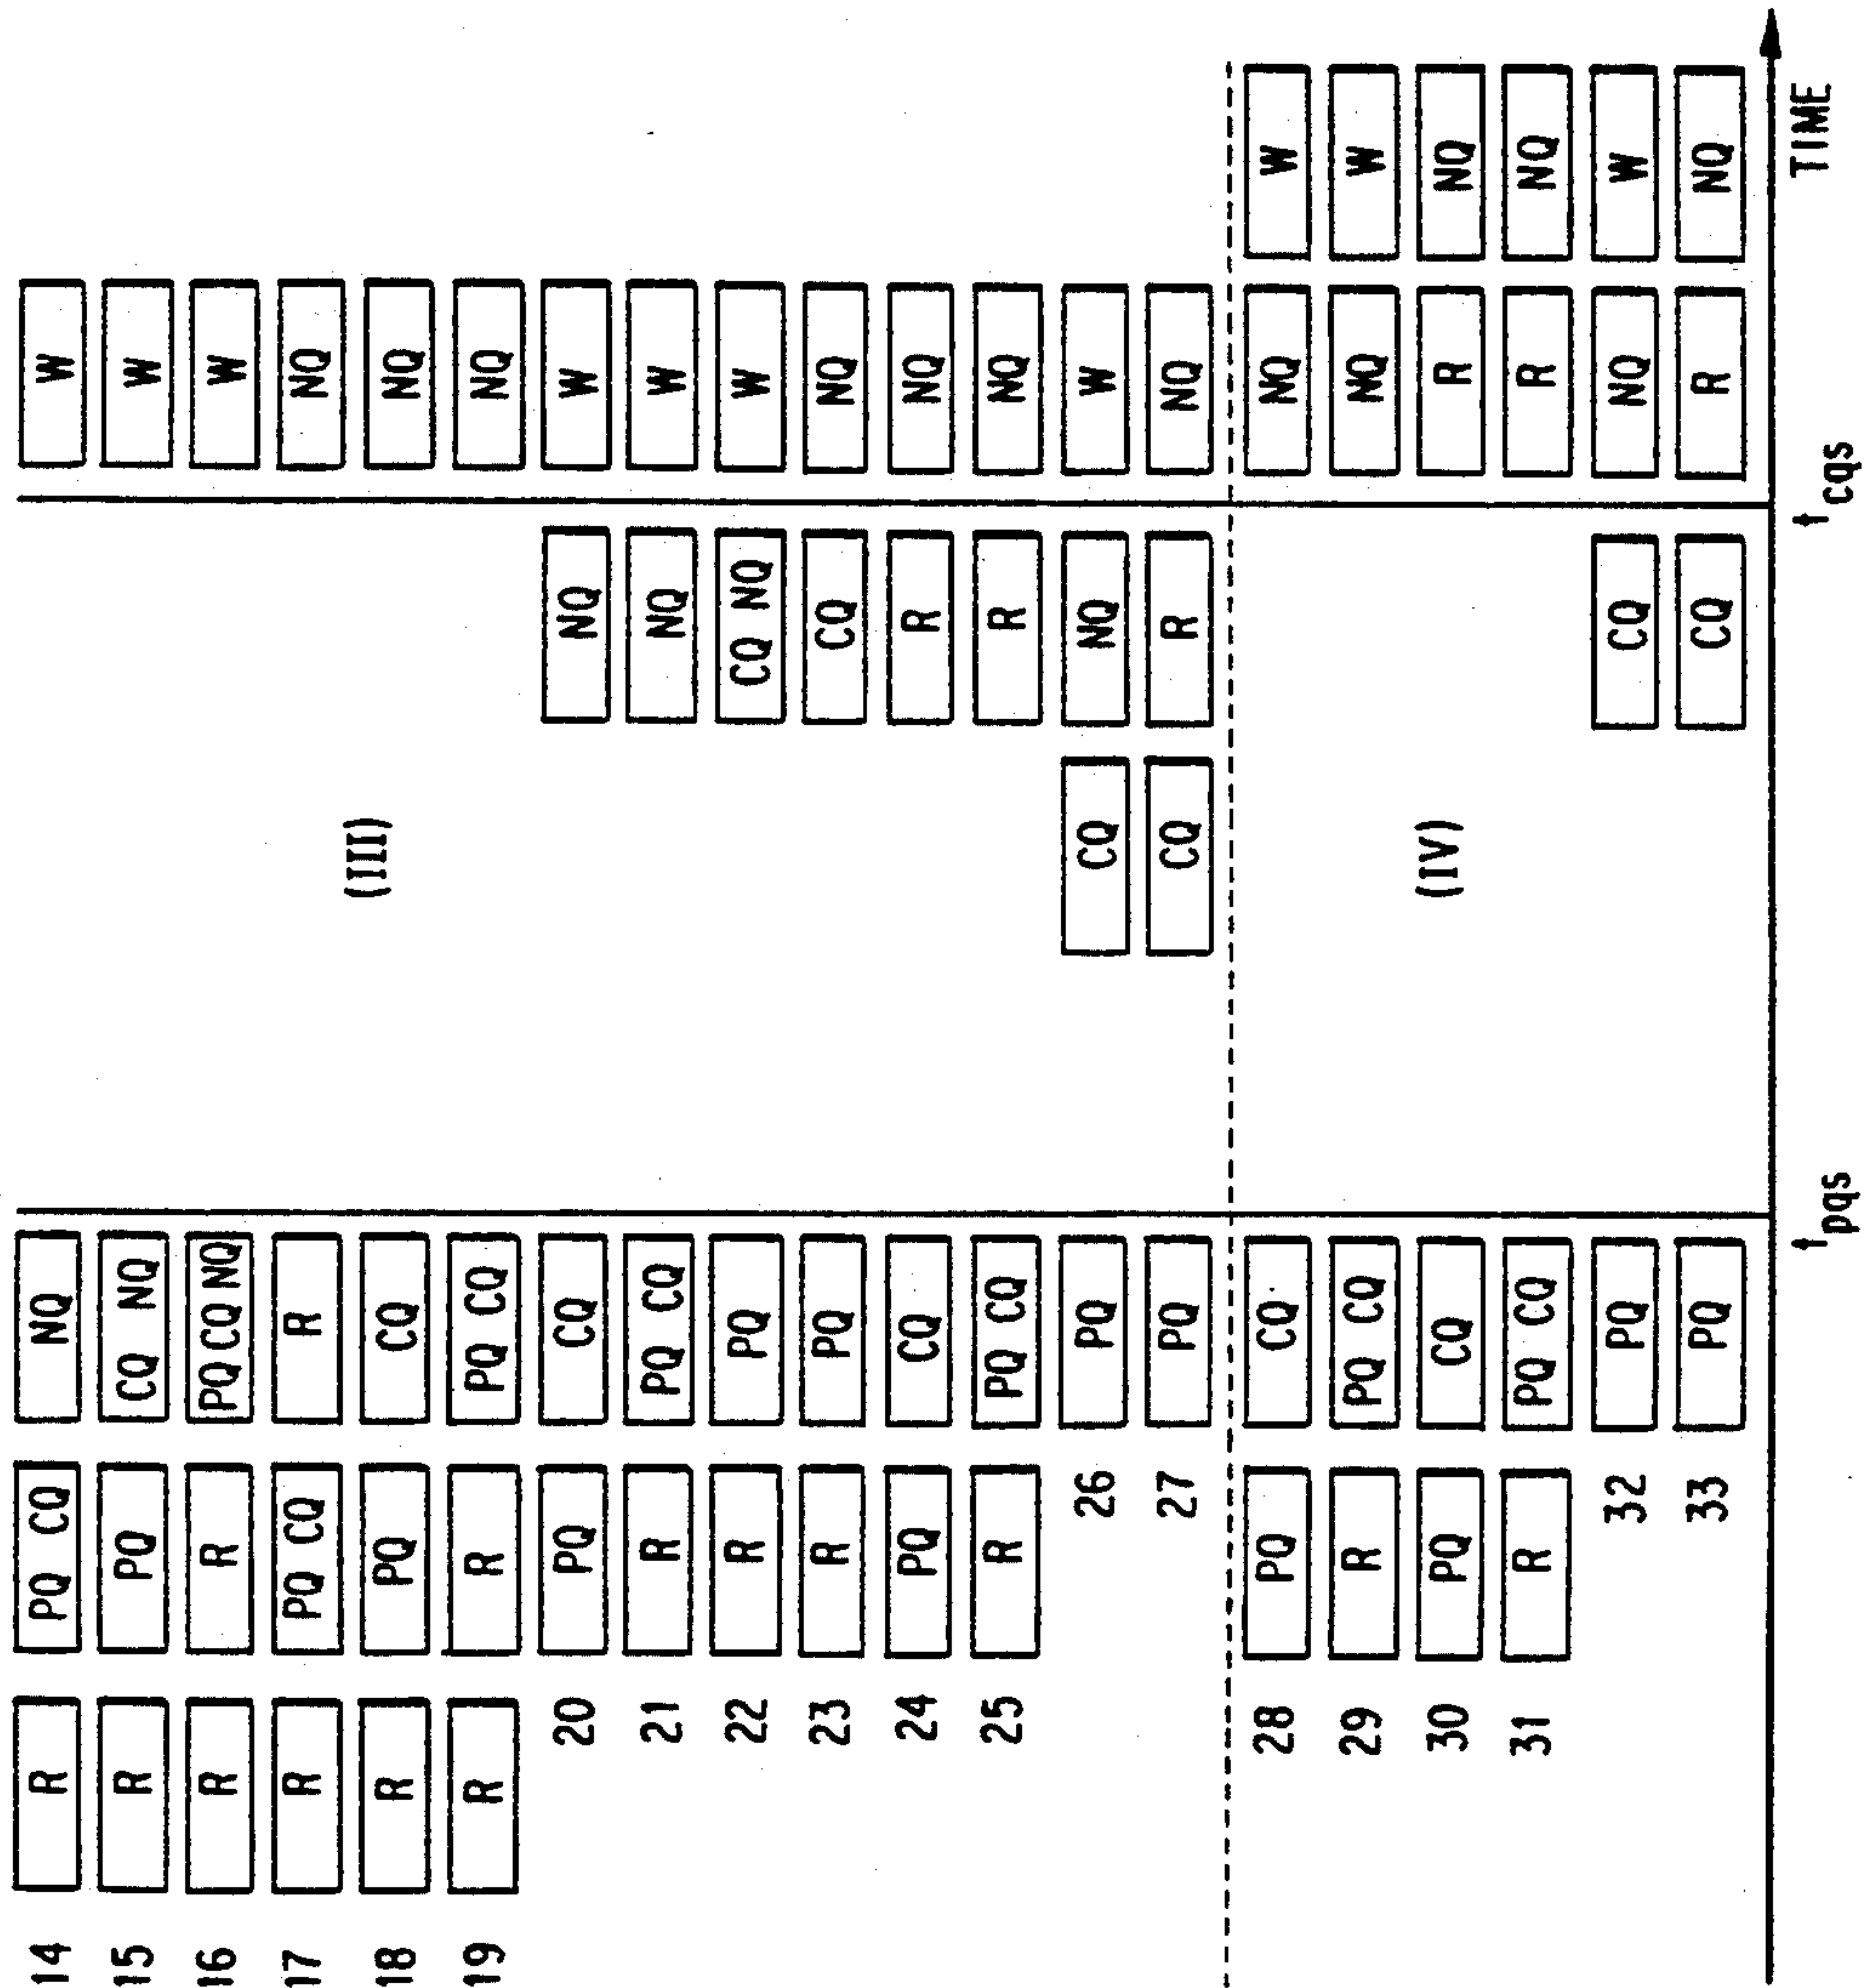 14 R PQ CQ NQ W
15 R PQ CQ NQ W
16 R R PQ CQ NQ W
17 R PQ CQ R NQ
(III)
18 R PQ CQ NQ
19 R R PQ CQ NQ
20 PQ CQ NQ W
21 R PQ CQ NQ W
22 R PQ CQ NQ W
23 R PQ CQ NQ
24 PQ CQ R NQ
25 R PQ CQ R NQ
26 PQ CQ NQ W
27 PQ CQ R NQ
28 PQ CQ NQ W
29 R PQ CQ NQ W
30 PQ CQ (IV) R NQ
31 R PQ CQ R NQ
32 PQ CQ NQ W
33 PQ CQ R NQ
tpqs tcqs TIME